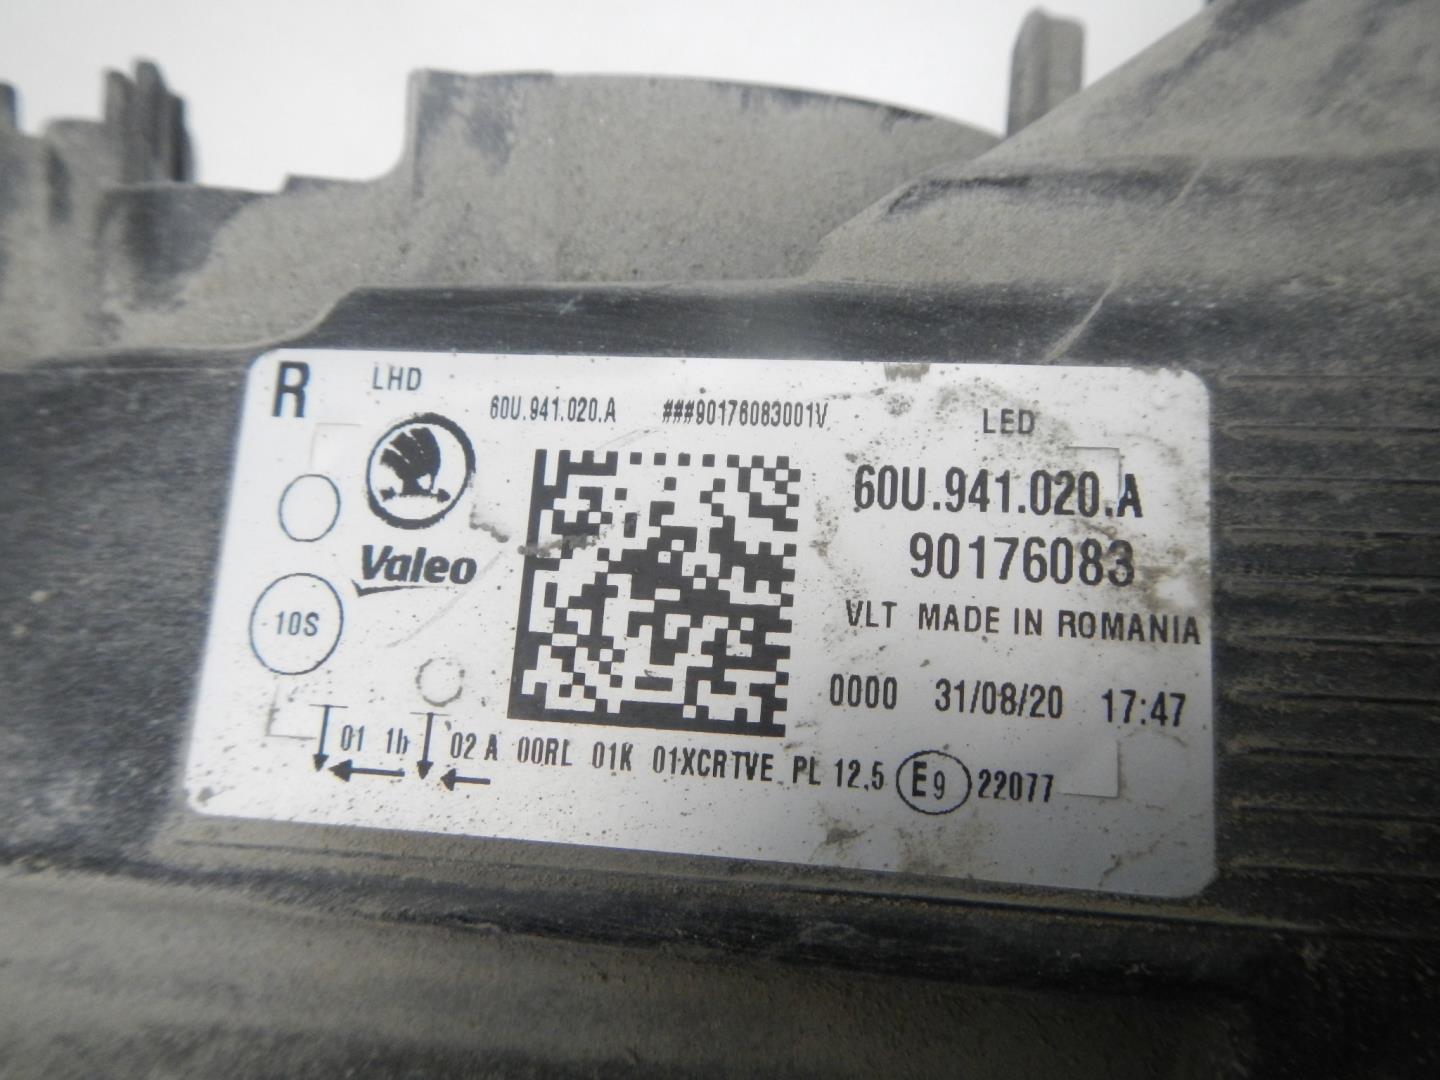 R LHD
60U.941.020.A ###90176083001V
LED
60U.941.020.A
Valeo
90176083
10S
VLT MADE IN ROMANIA
0000 31/08/20 17:47
01 1b 02 A 00RL 01K 01XCRTVE PL 12,5 E9 22077